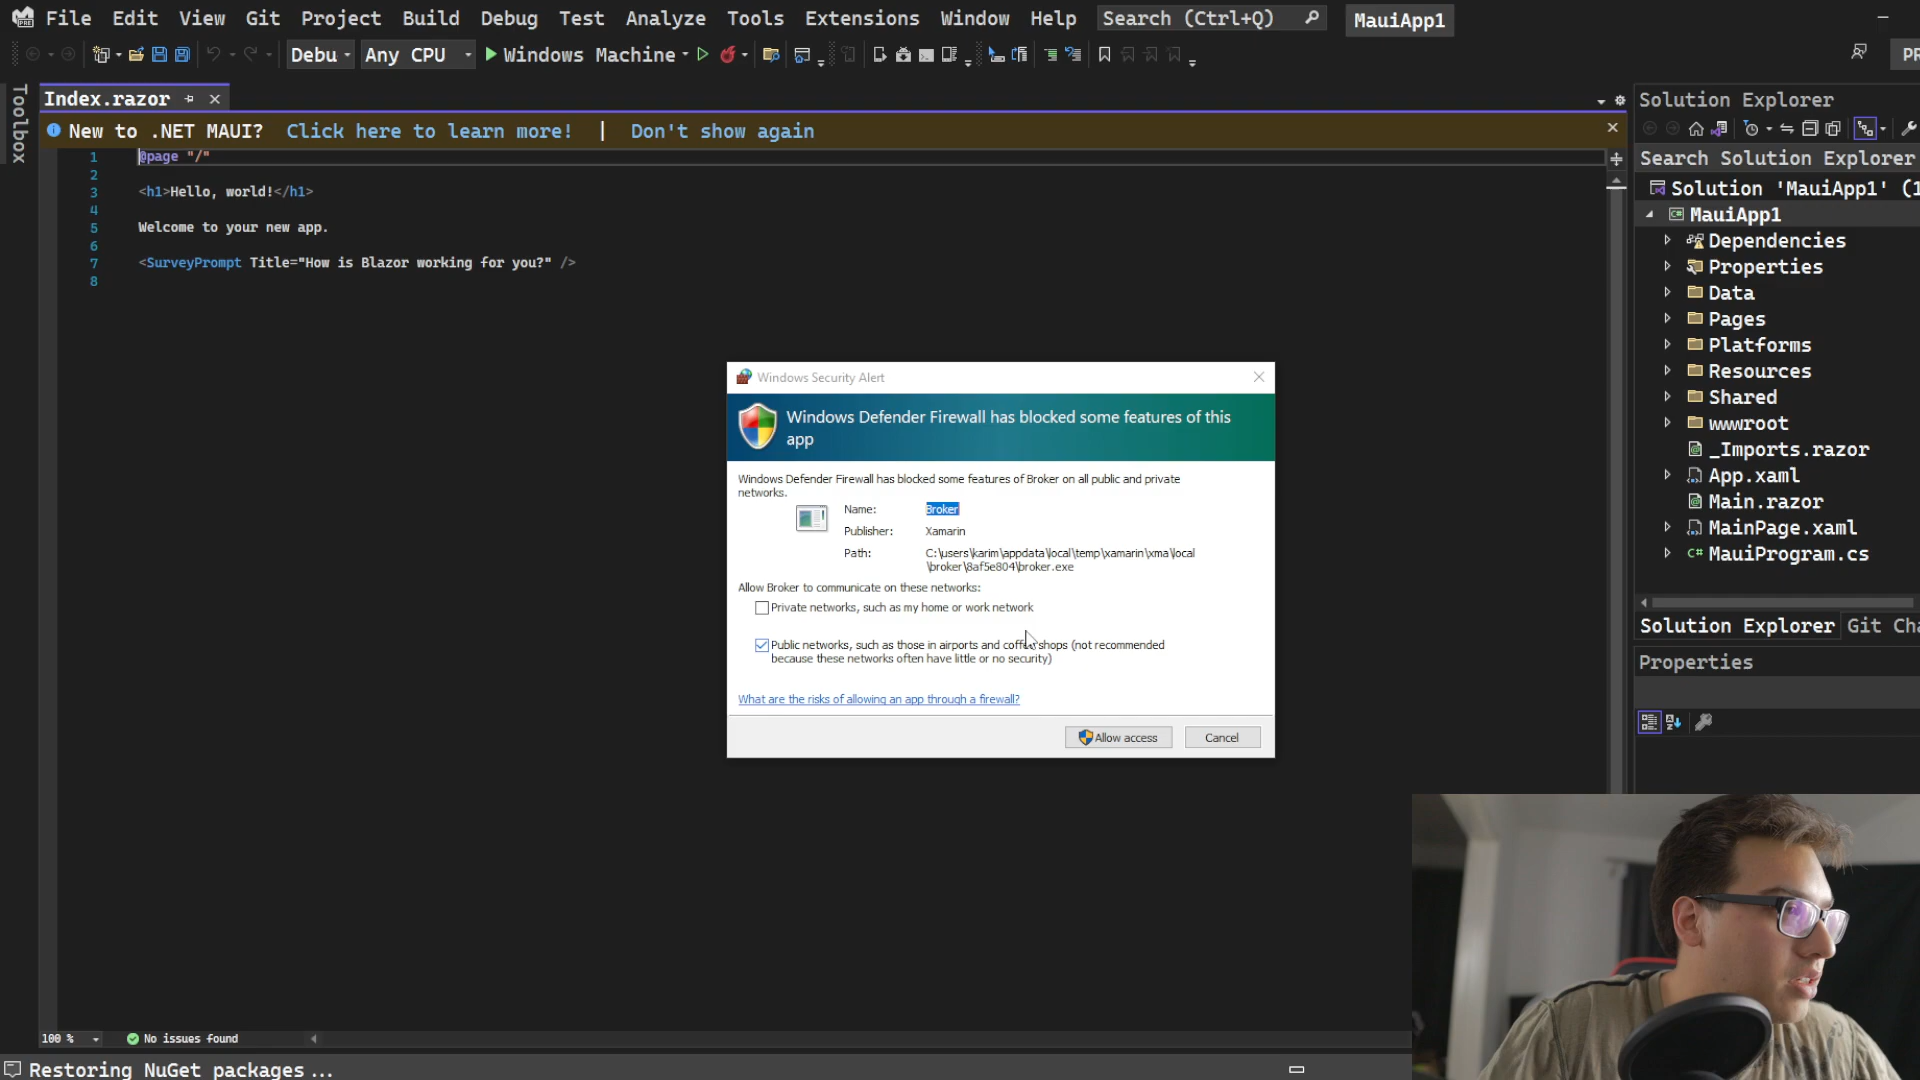 File Edit View Git Project Build Debug Test Analyze Tools Extensions Window Help Search (Ctrl+Q) MauiApp1
Debu Any CPU Windows Machine
Toolbox
Index.razor
New to .NET MAUI? Click here to learn more! | Don't show again
1 @page "/"
2
3 <h1>Hello, world!</h1>
4
5 Welcome to your new app.
6
7 <SurveyPrompt Title="How is Blazor working for you?" />
8
Windows Security Alert
Windows Defender Firewall has blocked some features of this
app
Windows Defender Firewall has blocked some features of Broker on all public and private
networks.
Name: Broker
Publisher: Xamarin
Path: C:\users\karim\appdata\local\temp\xamarin\xma\local
\broker\8af5e804\broker.exe
Allow Broker to communicate on these networks:
Private networks, such as my home or work network
Public networks, such as those in airports and coffee shops (not recommended
because these networks often have little or no security)
What are the risks of allowing an app through a firewall?
Allow access Cancel
Solution Explorer
Search Solution Explorer
Solution 'MauiApp1' (1
MauiApp1
Dependencies
Properties
Data
Pages
Platforms
Resources
Shared
wwwroot
_Imports.razor
App.xaml
Main.razor
MainPage.xaml
MauiProgram.cs
Solution Explorer Git Cha
Properties
100 % No issues found
Restoring NuGet packages...